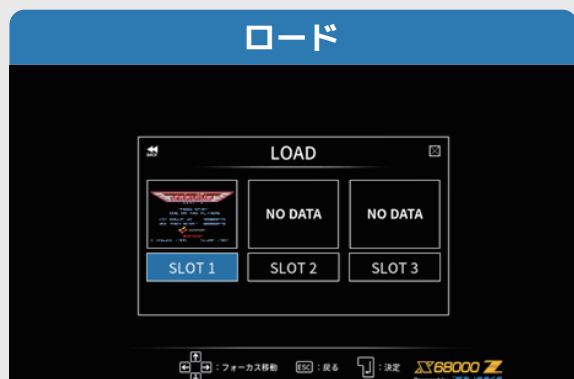 ロード
BACK
LOAD
NO DATA
NO DATA
SLOT 1
SLOT 2
SLOT 3
:フォーカス移動
ESC
:戻る
:決定
X68000 Z